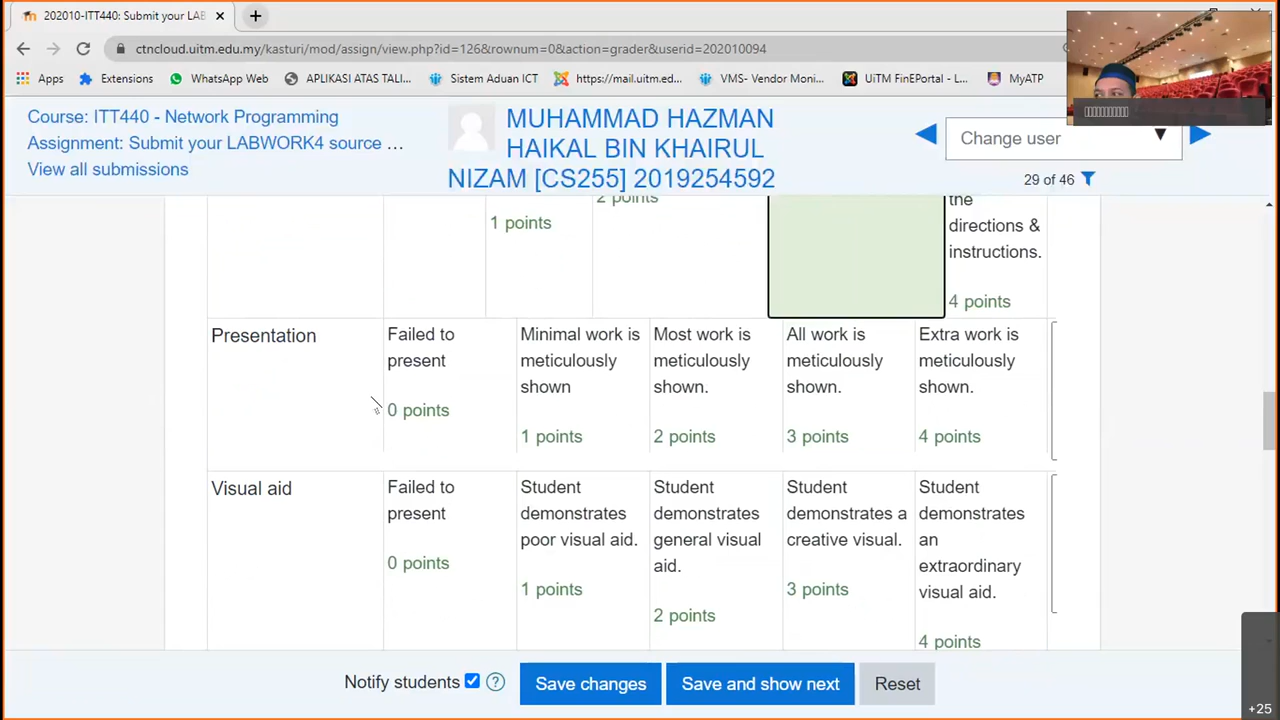 202010-ITT440: Submit your LAB
ctncloud.uitm.edu.my/kasturi/mod/assign/view.php?id=126&rownum=0&action=grader&userid=202010094
Apps
Extensions
WhatsApp Web
APLIKASI ATAS TALI...
Sistem Aduan ICT
https://mail.uitm.ed...
VMS- Vendor Moni...
UiTM FinEPortal - L...
MyATP
Course: ITT440 - Network Programming
Assignment: Submit your LABWORK4 source ...
View all submissions
MUHAMMAD HAZMAN
HAIKAL BIN KHAIRUL
NIZAM [CS255] 2019254592
Change user
29 of 46
1 points
2 points
the
directions &
instructions.
4 points
Presentation
Failed to
present
0 points
Minimal work is
meticulously
shown
1 points
Most work is
meticulously
shown.
2 points
All work is
meticulously
shown.
3 points
Extra work is
meticulously
shown.
4 points
Visual aid
Failed to
present
0 points
Student
demonstrates
poor visual aid.
1 points
Student
demonstrates
general visual
aid.
2 points
Student
demonstrates a
creative visual.
3 points
Student
demonstrates
an
extraordinary
visual aid.
4 points
Notify students
?
Save changes
Save and show next
Reset
+25